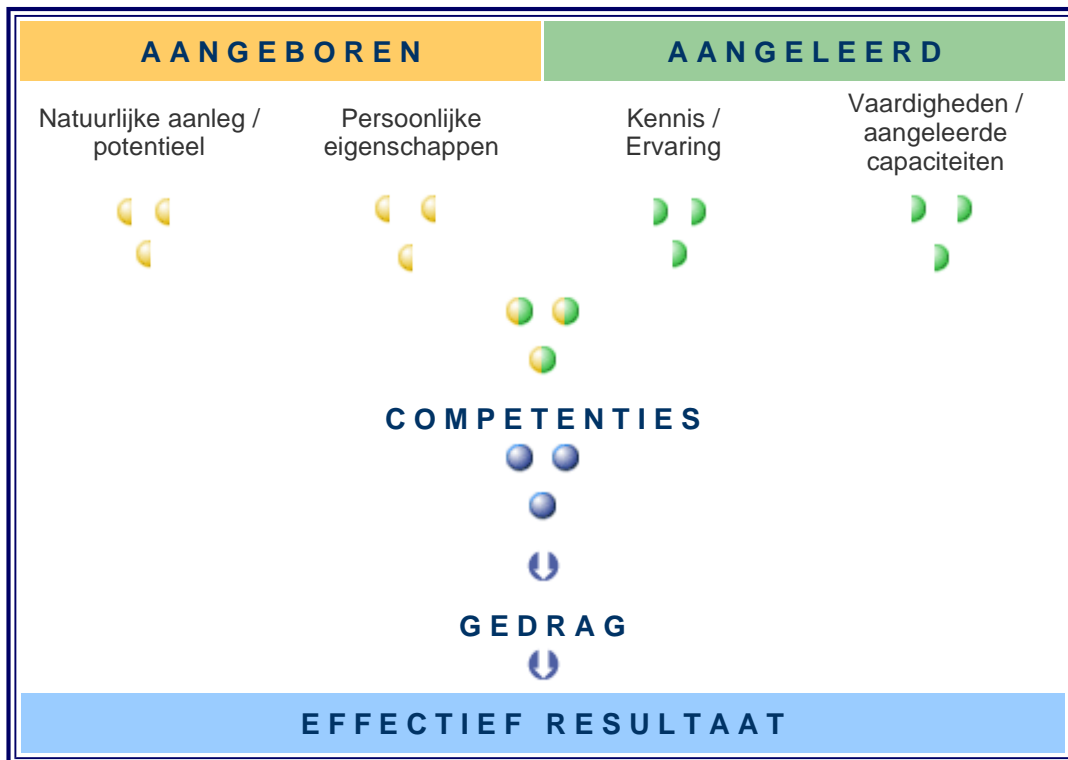 AANGEBOREN
AANGELEERD
Natuurlijke aanleg /
potentieel
Persoonlijke
eigenschappen
Kennis /
Ervaring
Vaardigheden /
aangeleerde
capaciteiten
COMPETENTIES
GEDRAG
EFFECTIEF RESULTAAT